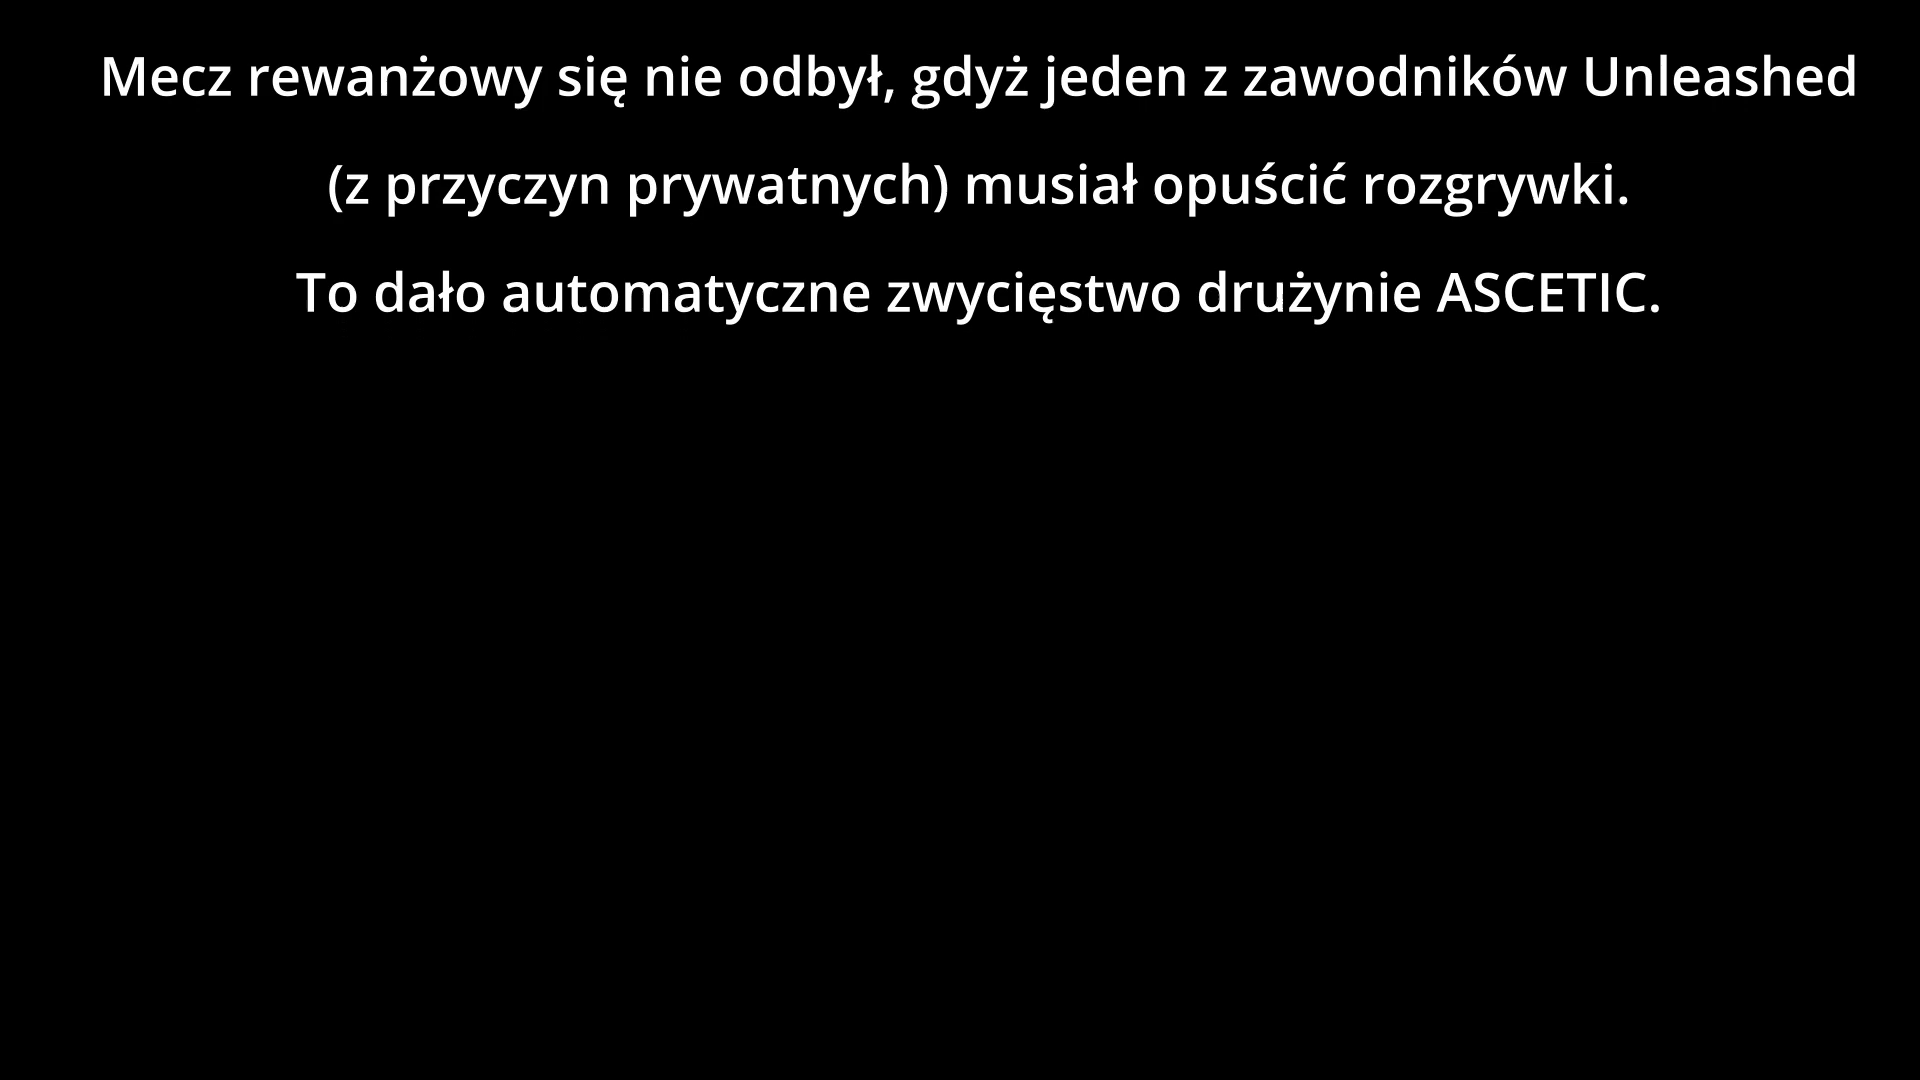 Mecz rewanżowy się nie odbył, gdyż jeden z zawodników Unleashed
(z przyczyn prywatnych) musiał opuścić rozgrywki.
To dało automatyczne zwycięstwo drużynie ASCETIC.